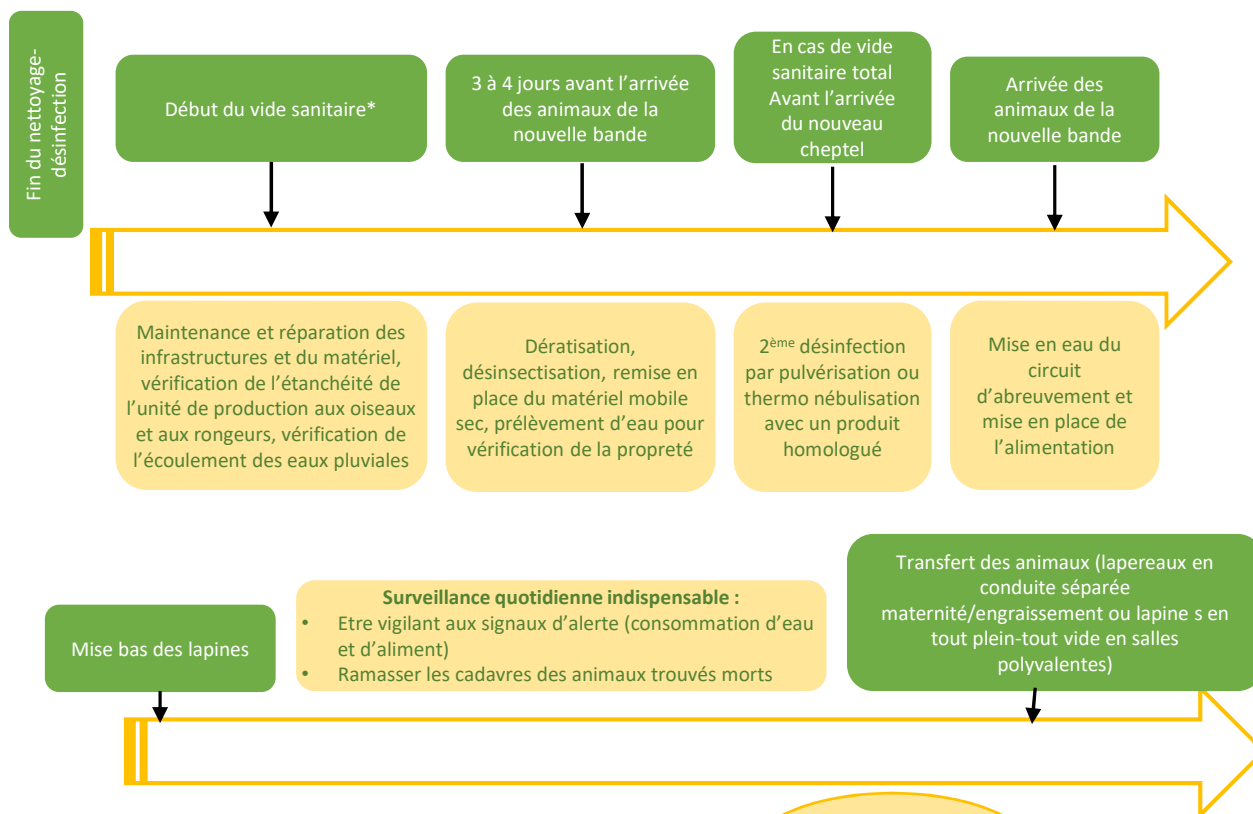 Fin du nettoyage-
désinfection
Début du vide sanitaire*
3 à 4 jours avant l'arrivée
des animaux de la
nouvelle bande
En cas de vide
sanitaire total
Avant l'arrivée
du nouveau
cheptel
Arrivée des
animaux de la
nouvelle bande
Maintenance et réparation des
infrastructures et du matériel,
vérification de l'étanchéité de
l'unité de production aux oiseaux
et aux rongeurs, vérification de
l'écoulement des eaux pluviales
Dératisation,
désinsectisation, remise en
place du matériel mobile
sec, prélèvement d'eau pour
vérification de la propreté
2ème désinfection
par pulvérisation ou
thermo nébulisation
avec un produit
homologué
Mise en eau du
circuit
d'abreuvement et
mise en place de
l'alimentation
Mise bas des lapines
Surveillance quotidienne indispensable :
• Etre vigilant aux signaux d'alerte (consommation d'eau
et d'aliment)
• Ramasser les cadavres des animaux trouvés morts
Transfert des animaux (lapereaux en
conduite séparée
maternité/engraissement ou lapine s en
tout plein-tout vide en salles
polyvalentes)